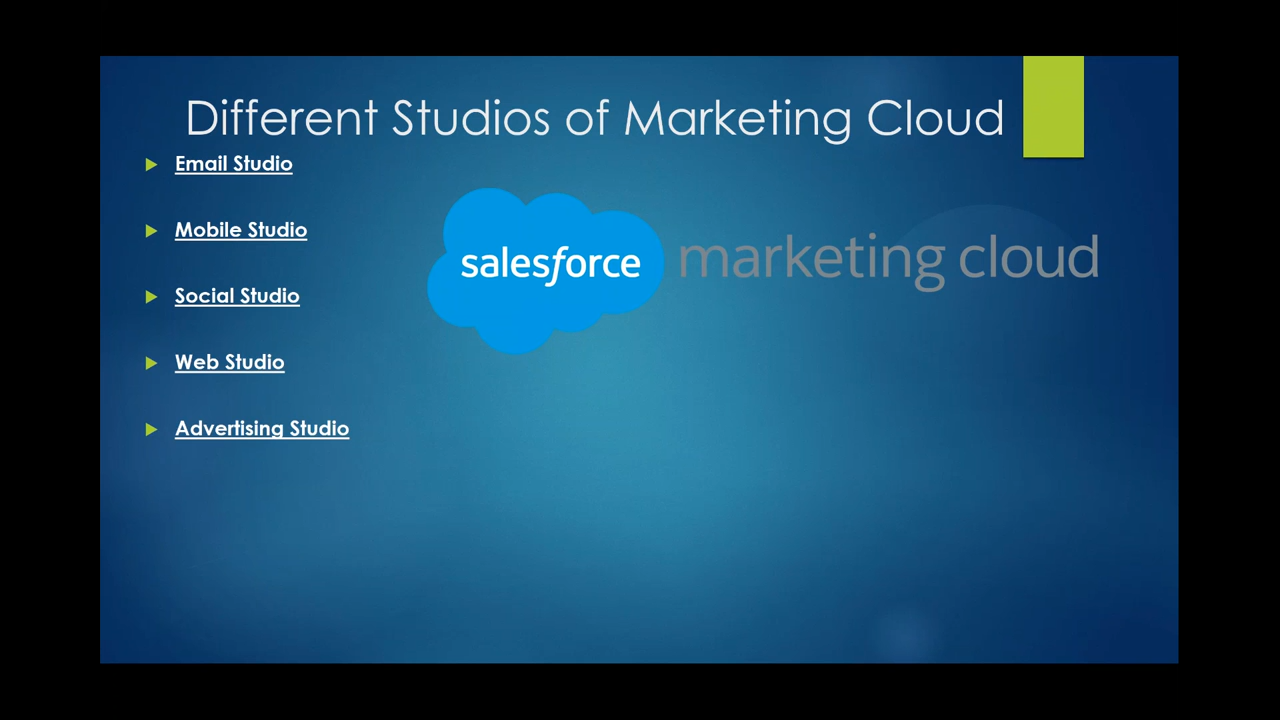 Different Studios of Marketing Cloud
Email Studio
Mobile Studio
salesforce marketing cloud
Social Studio
Web Studio
Advertising Studio